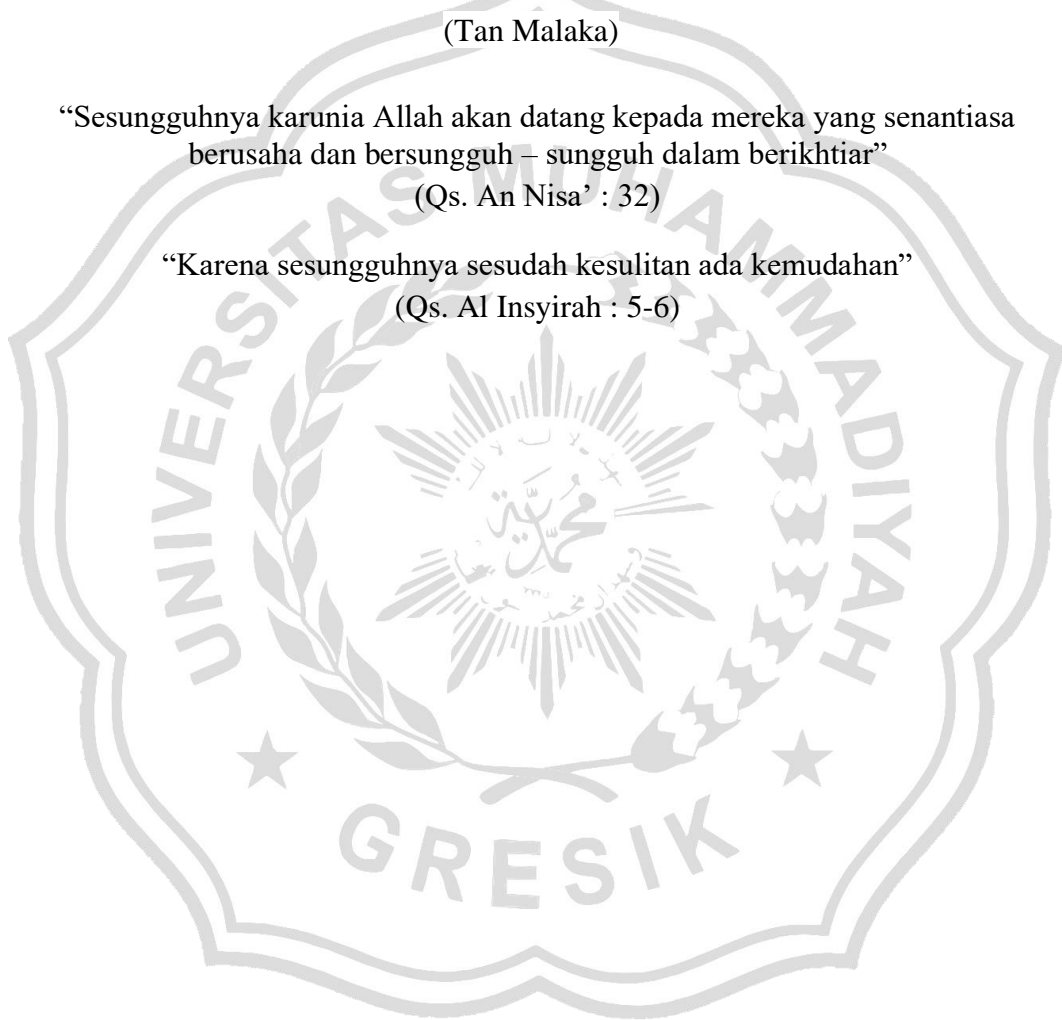 (Tan Malaka)
“Sesungguhnya karunia Allah akan datang kepada mereka yang senantiasa
berusaha dan bersungguh – sungguh dalam berikhtiar”
(Qs. An Nisa’ : 32)
“Karena sesungguhnya sesudah kesulitan ada kemudahan”
(Qs. Al Insyirah : 5-6)
UNIVERSITAS MUHAMMADIYAH
GRESIK